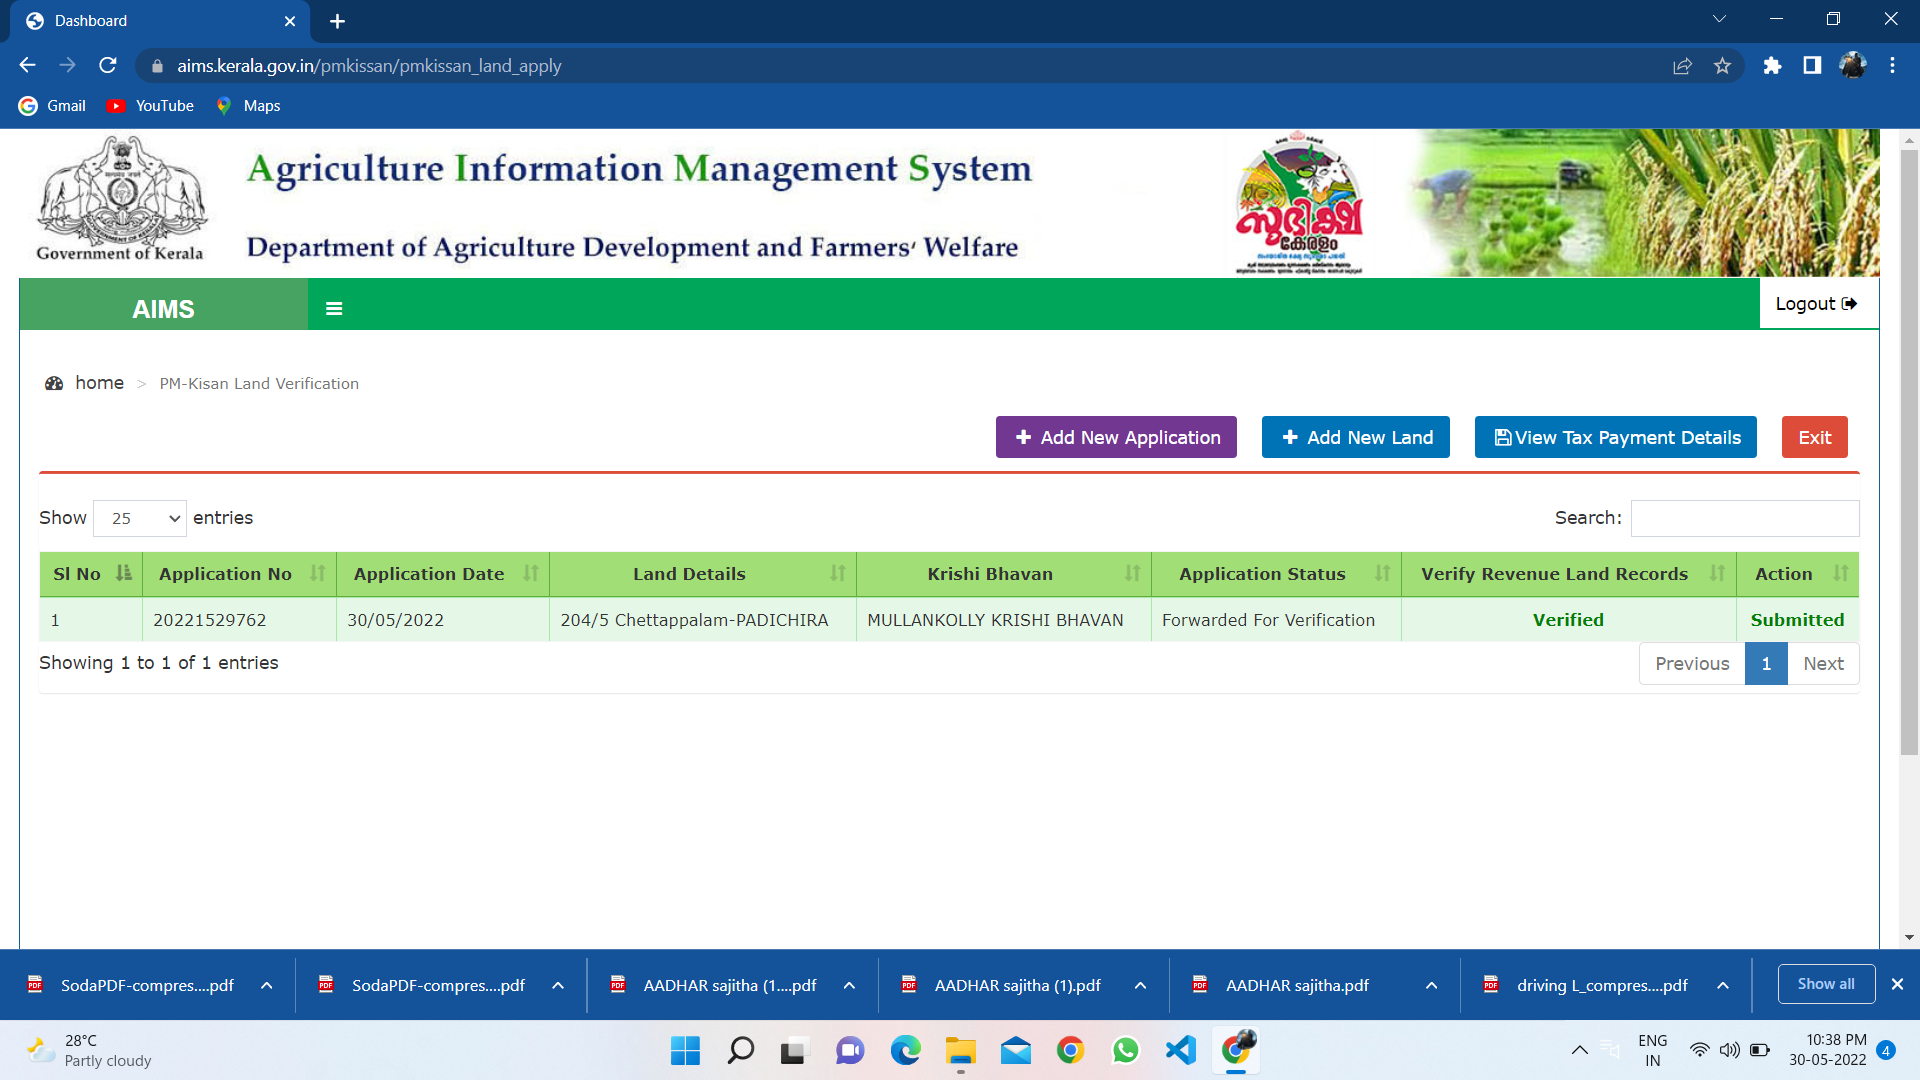 Dashboard
aims.kerala.gov.in/pmkissan/pmkissan_land_apply
Gmail YouTube Maps
Government of Kerala
Agriculture Information Management System
Department of Agriculture Development and Farmers' Welfare
സുഭിക്ഷ
കേരളം
AIMS
Logout
home > PM-Kisan Land Verification
Add New Application Add New Land View Tax Payment Details Exit
Show 25 entries Search:
Sl No Application No Application Date Land Details Krishi Bhavan Application Status Verify Revenue Land Records Action
1 20221529762 30/05/2022 204/5 Chettappalam-PADICHIRA MULLANKOLLY KRISHI BHAVAN Forwarded For Verification Verified Submitted
Showing 1 to 1 of 1 entries Previous 1 Next
SodaPDF-compres....pdf SodaPDF-compres....pdf AADHAR sajitha (1....pdf AADHAR sajitha (1).pdf AADHAR sajitha.pdf driving L_compres....pdf Show all
28°C
Partly cloudy
ENG
IN
10:38 PM
30-05-2022
4